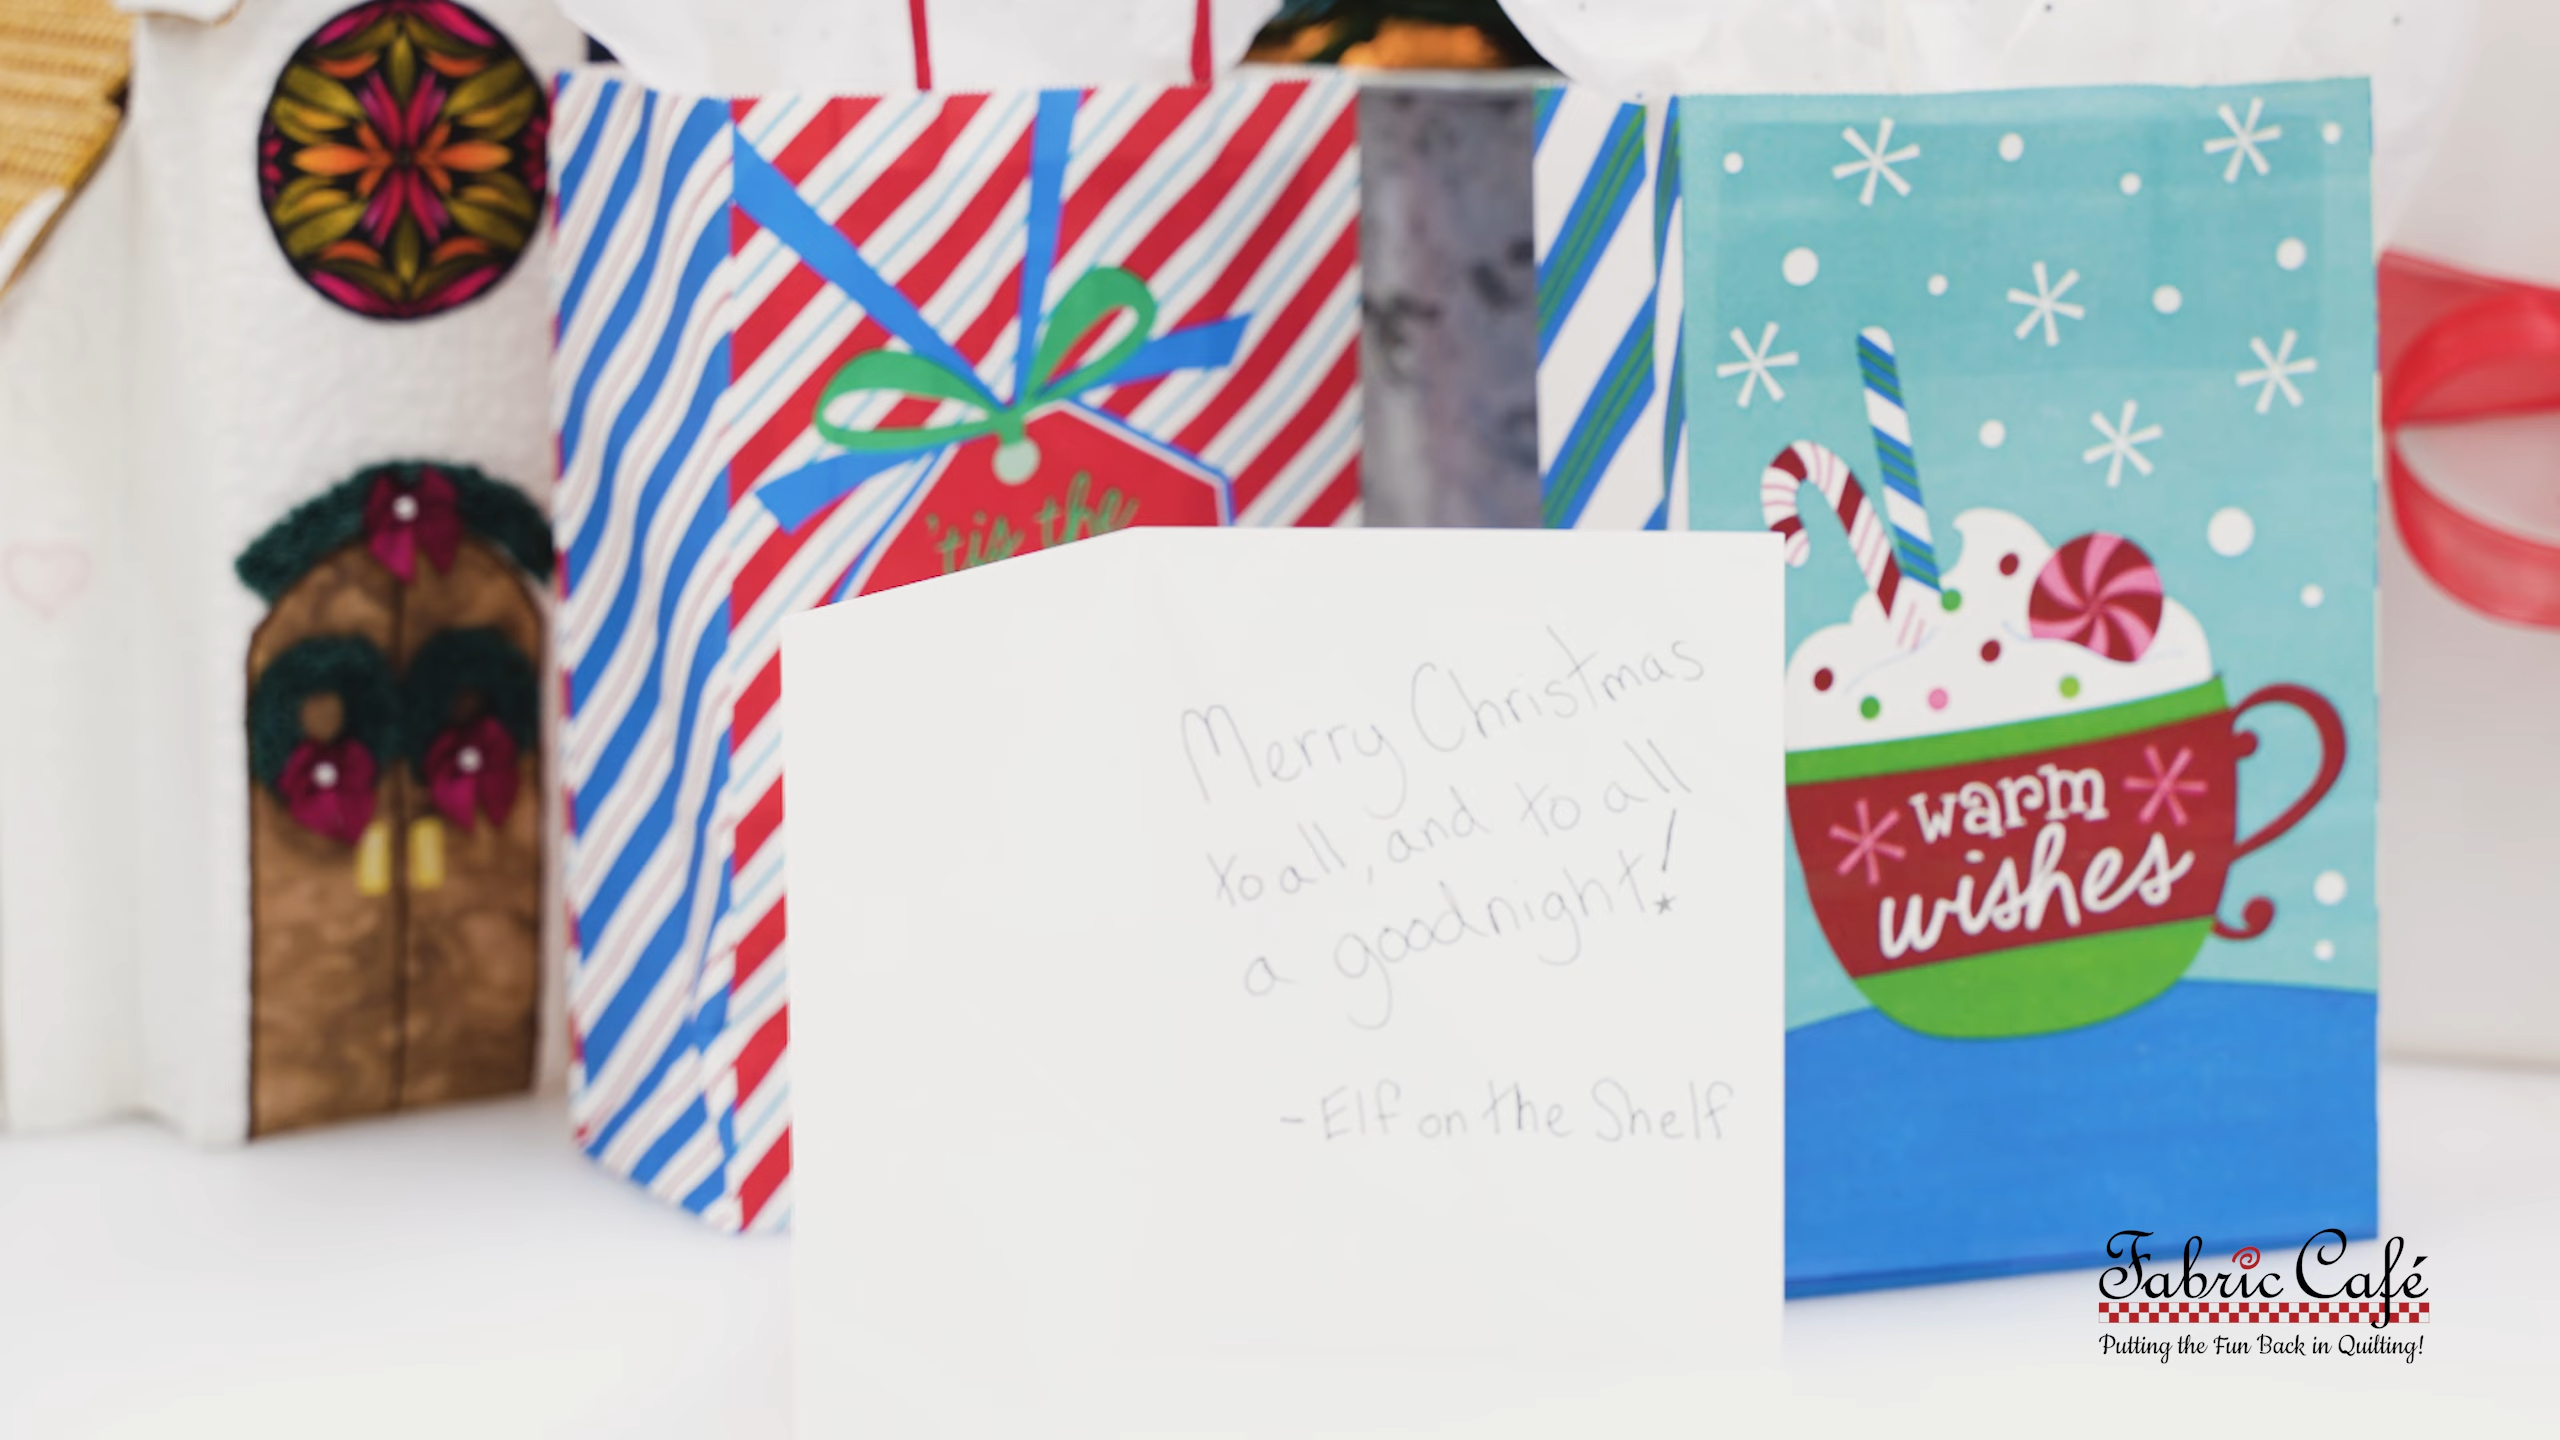 'tis the
Merry Christmas
to all, and to all
a goodnight!
- Elf on the Shelf
warm
wishes
Fabric Café
Putting the Fun Back in Quilting!